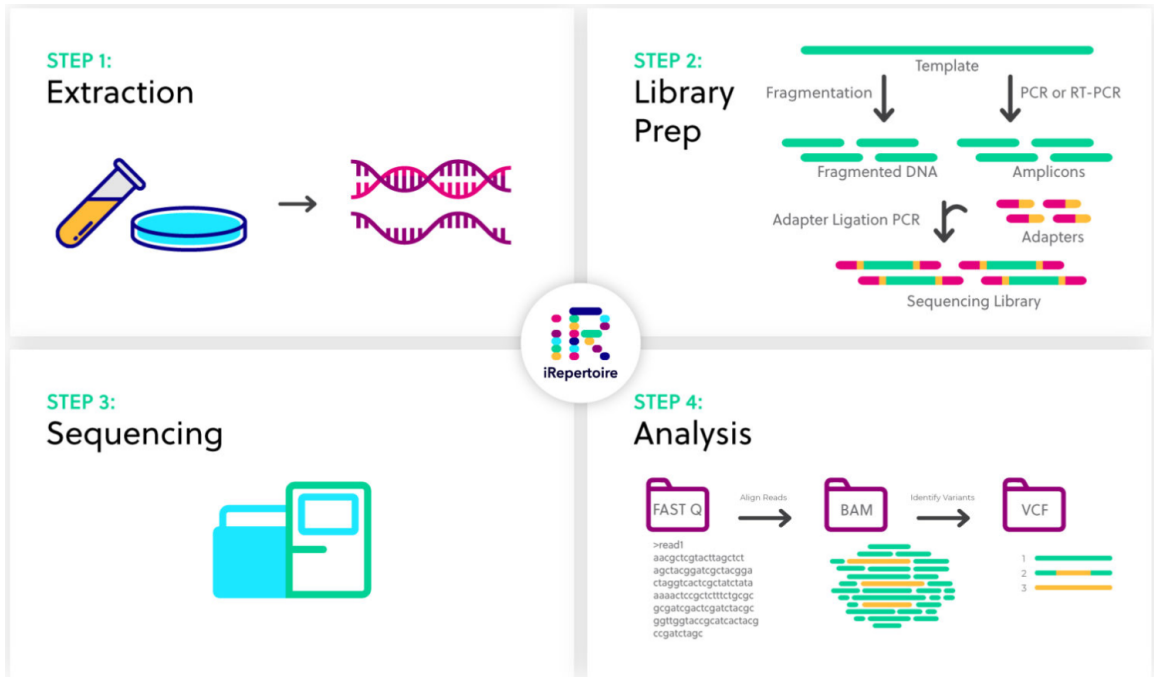 STEP 1:
Extraction
STEP 2:
Library
Prep
Template
Fragmentation
PCR or RT-PCR
Fragmented DNA
Amplicons
Adapter Ligation PCR
Adapters
Sequencing Library
iR
iRepertoire
STEP 3:
Sequencing
STEP 4:
Analysis
FAST Q
Align Reads
BAM
Identify Variants
VCF
>read1
aacgctcgtacttagctct
agctacggatcgctacgga
ctaggtcactcgctatctata
aaaactccgctctttctgcgc
gcgatcgactcgatctacgc
ggttggtaccgcatcactacg
ccgatctagc
1
2
3